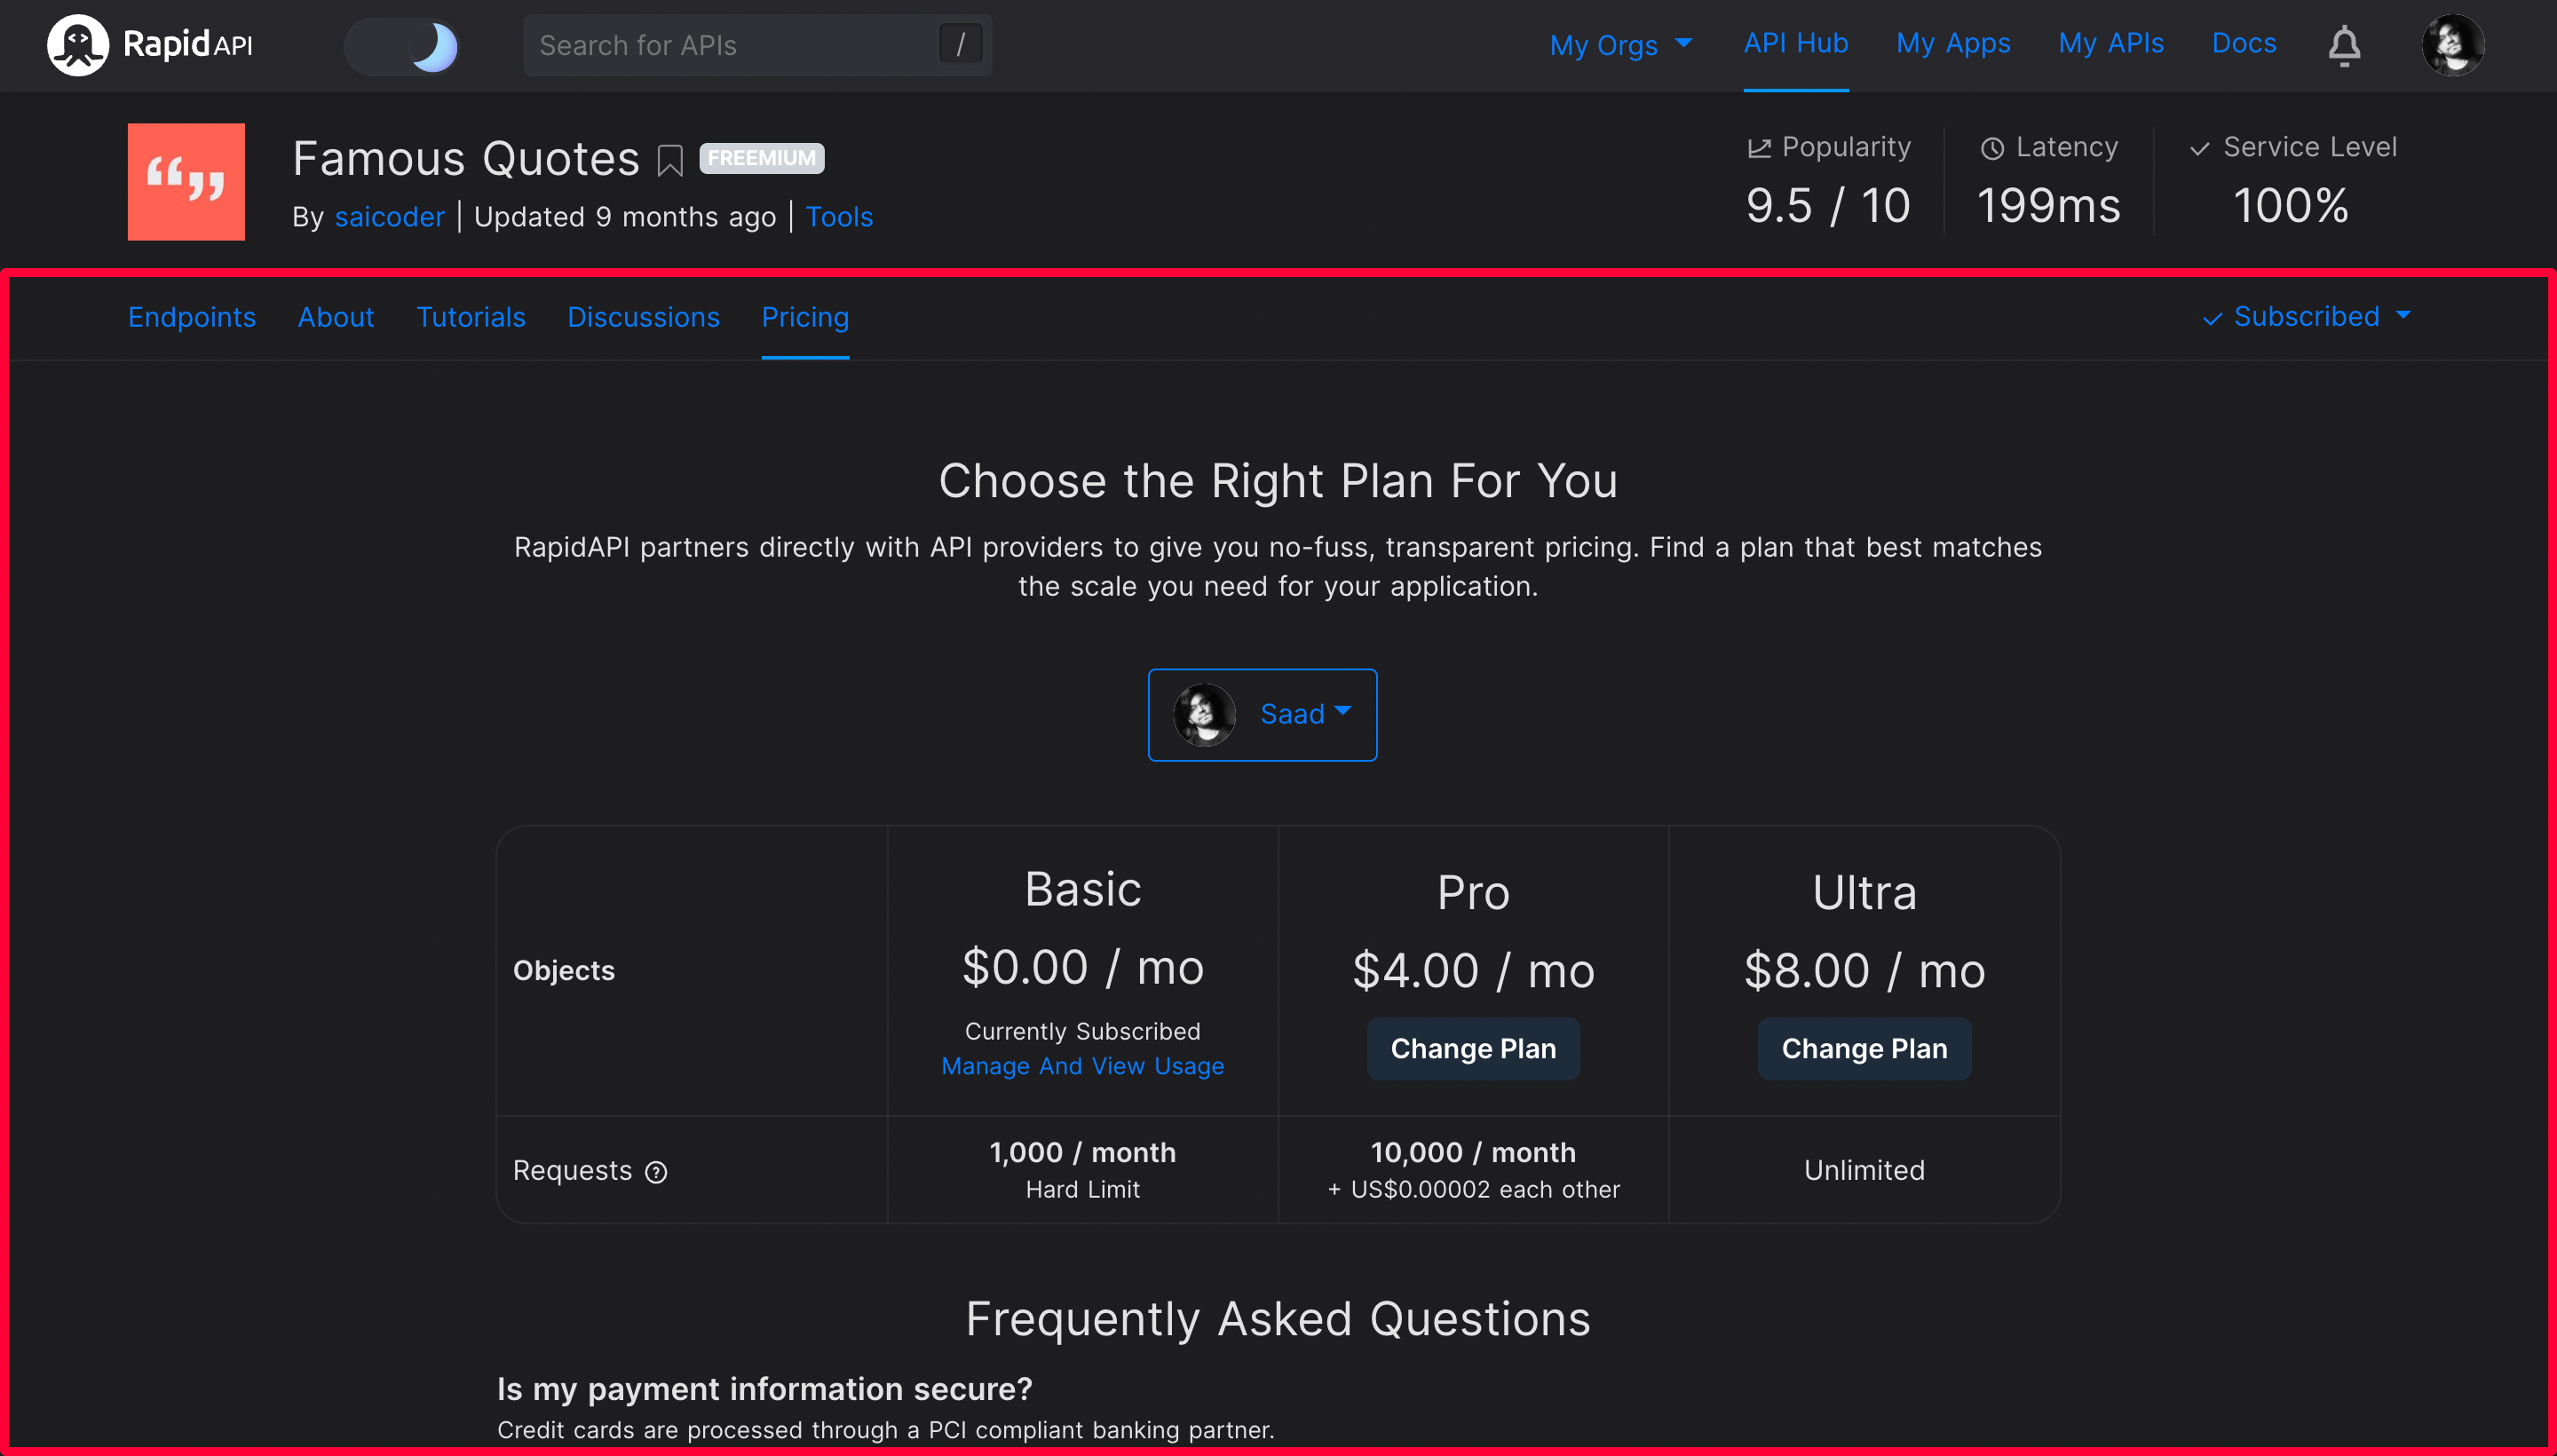 RapidAPI
Search for APIs /
My Orgs API Hub My Apps My APIs Docs
Famous Quotes FREEMIUM
By saicoder | Updated 9 months ago | Tools
Popularity
9.5 / 10
Latency
199ms
Service Level
100%
Endpoints About Tutorials Discussions Pricing Subscribed
Choose the Right Plan For You
RapidAPI partners directly with API providers to give you no-fuss, transparent pricing. Find a plan that best matches
the scale you need for your application.
Saad
Objects
Basic
$0.00 / mo
Currently Subscribed
Manage And View Usage
Pro
$4.00 / mo
Change Plan
Ultra
$8.00 / mo
Change Plan
Requests ?
1,000 / month
Hard Limit
10,000 / month
+ US$0.00002 each other
Unlimited
Frequently Asked Questions
Is my payment information secure?
Credit cards are processed through a PCI compliant banking partner.